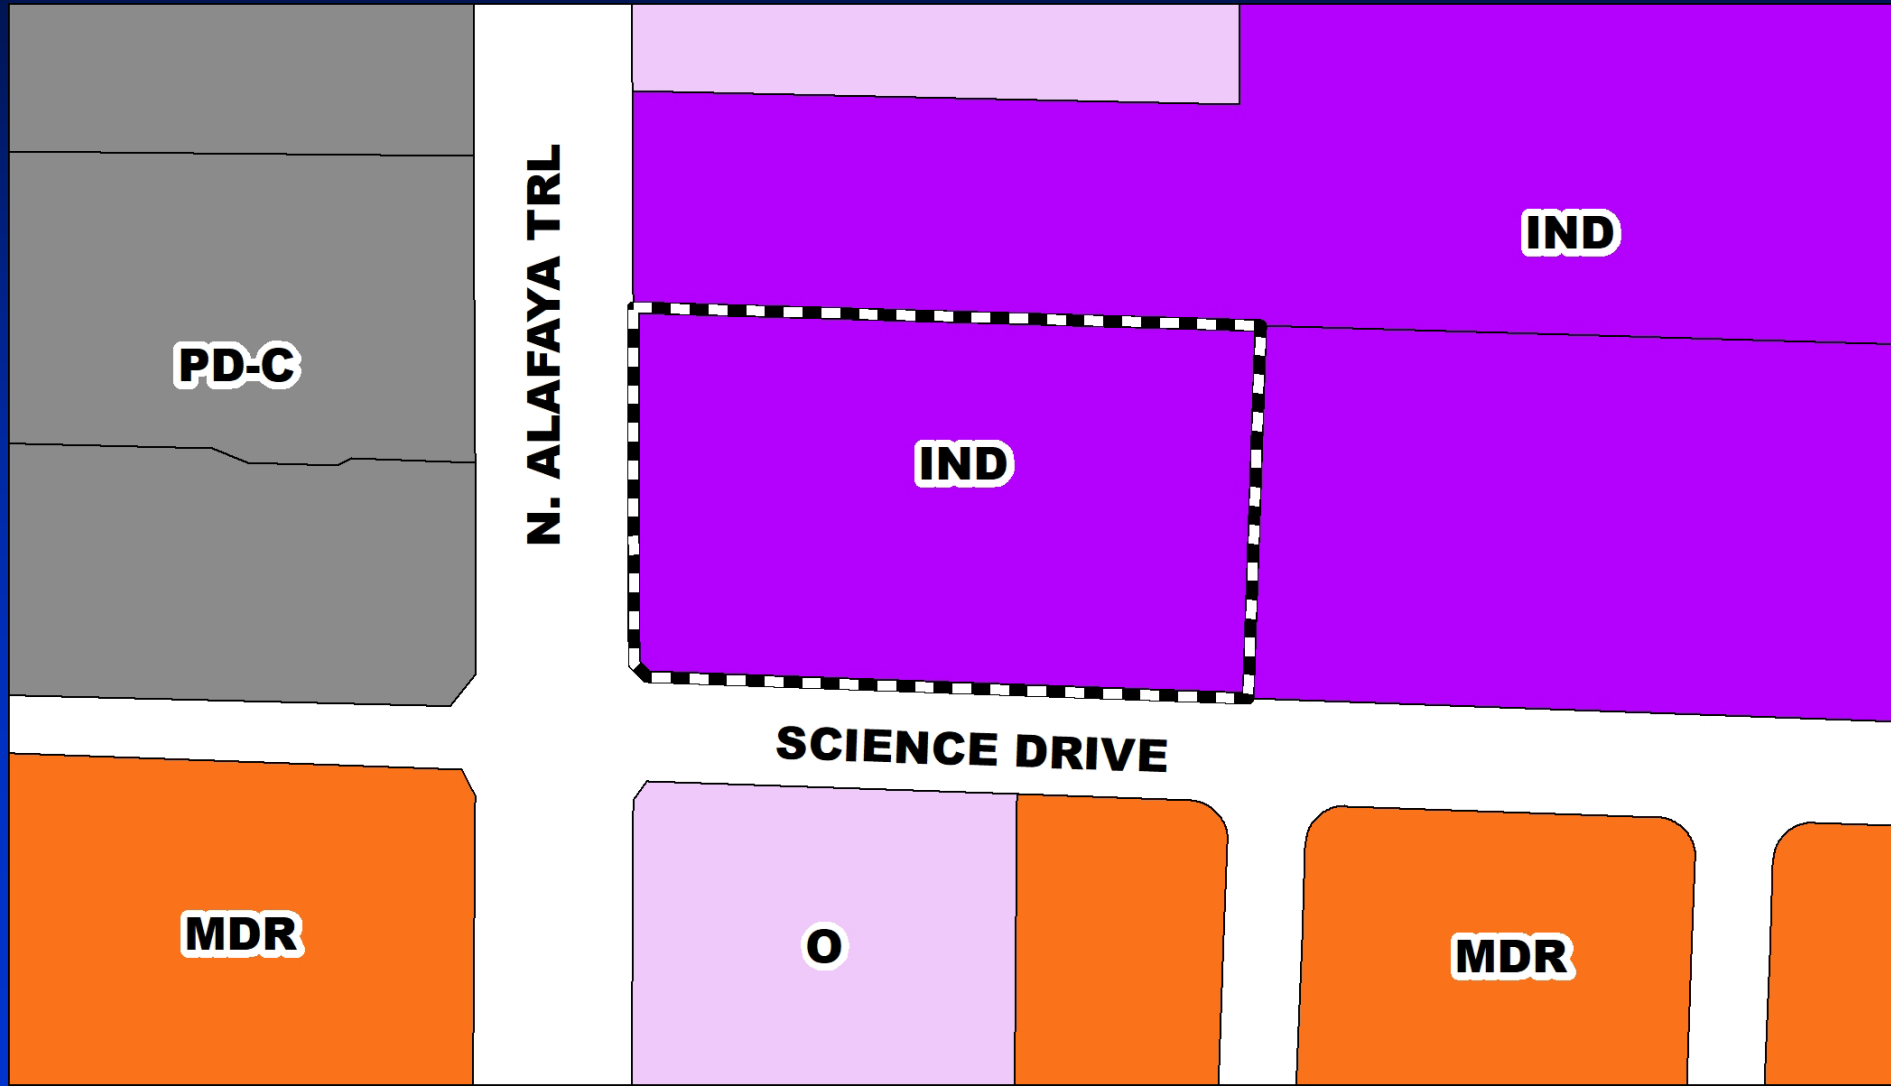 IND
N. ALAFAYA TRL
PD-C
IND
SCIENCE DRIVE
MDR
O
MDR